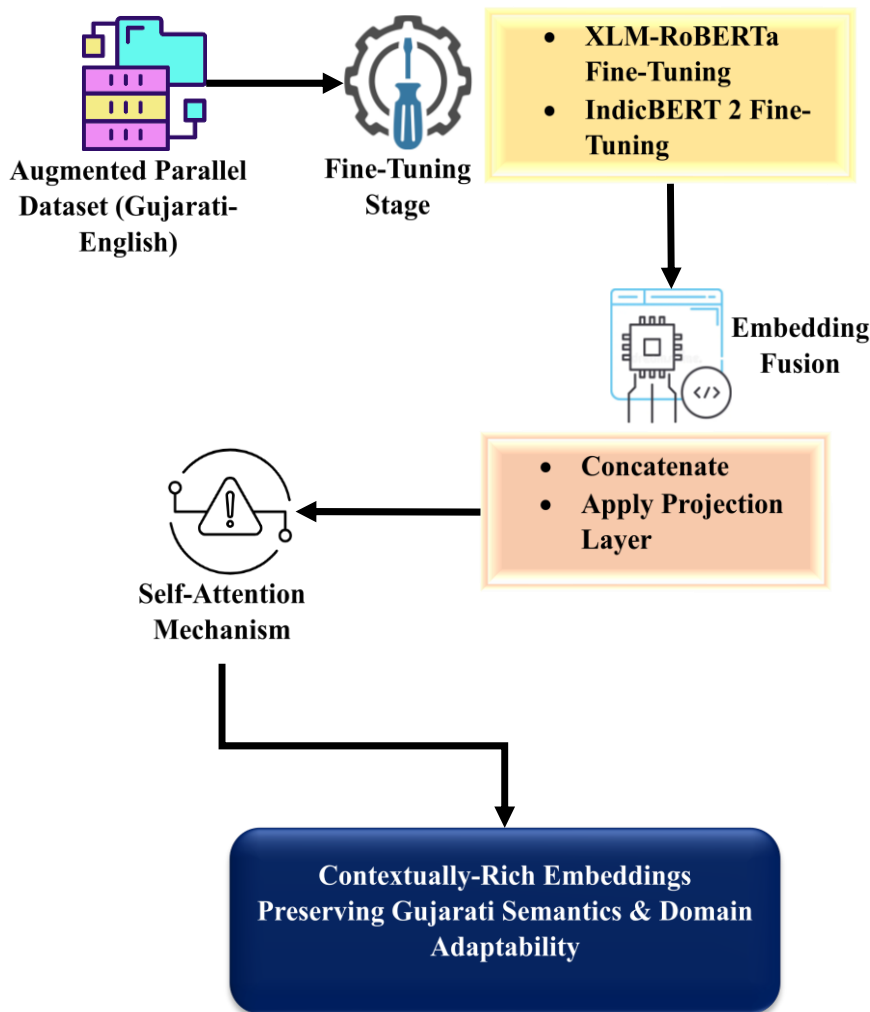 • XLM-RoBERTa
Fine-Tuning
• IndicBERT 2 Fine-
Tuning
Augmented Parallel
Dataset (Gujarati-
English)
Fine-Tuning
Stage
Embedding
Fusion
</>
• Concatenate
• Apply Projection
Layer
Self-Attention
Mechanism
Contextually-Rich Embeddings
Preserving Gujarati Semantics & Domain
Adaptability